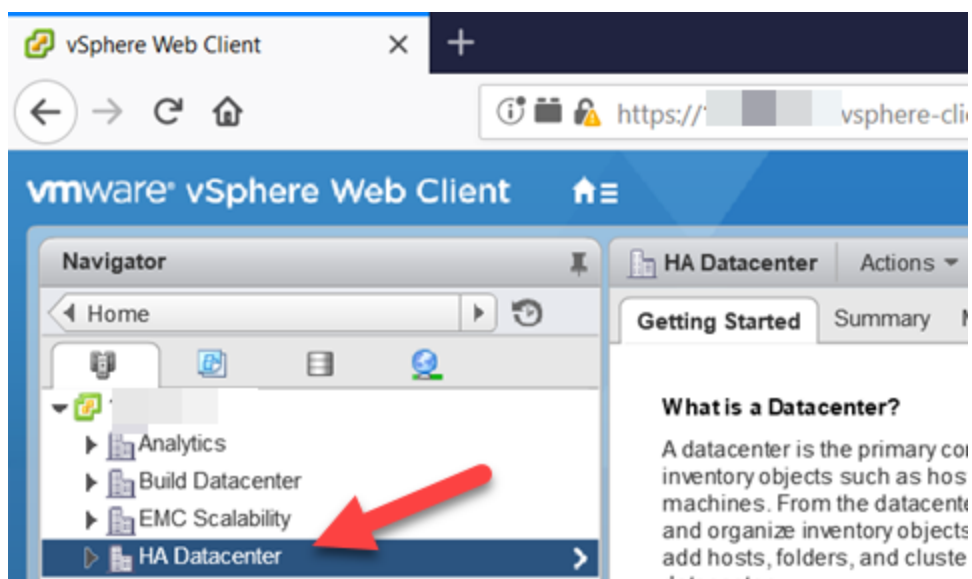 vSphere Web Client
https://
vsphere-cli
vmware® vSphere Web Client
Navigator
Home
Analytics
Build Datacenter
EMC Scalability
HA Datacenter
HA Datacenter
Actions
Getting Started
Summary
What is a Datacenter?
A datacenter is the primary co
inventory objects such as hos
machines. From the datacente
and organize inventory objects
add hosts, folders, and cluste